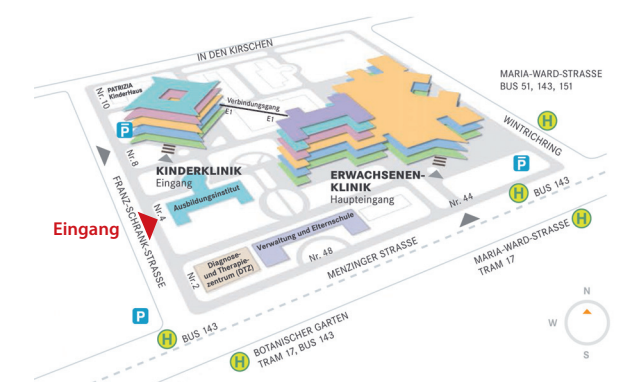 IN DEN KIRSCHEN
Nr. 10
PATRIZIA
KinderHaus
Verbindungsgang
E1
E1
MARIA-WARD-STRASSE
BUS 51, 143, 151
H
WINTRICHRING
P
Nr. 8
KINDERKLINIK
Eingang
ERWACHSENEN-
KLINIK
Haupteingang
P
H BUS 143
Nr. 44
FRANZ-SCHRANK-STRASSE
Nr. 4
Ausbildungsinstitut
Eingang
Verwaltung und Elternschule
Nr. 48
MENZINGER STRASSE
MARIA-WARD-STRASSE H
TRAM 17
Diagnose-
und Therapie-
zentrum (DTZ)
Nr. 2
P
H BUS 143
H BOTANISCHER GARTEN
TRAM 17, BUS 143
N
W
S